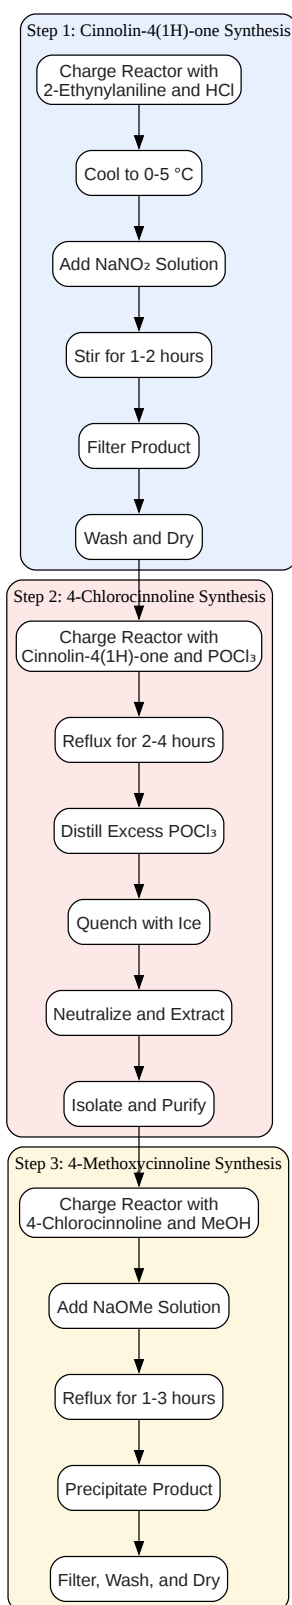 Step 1: Cinnolin-4(1H)-one Synthesis
Charge Reactor with
2-Ethynylaniline and HCl
Cool to 0-5 °C
Add NaNO₂ Solution
Stir for 1-2 hours
Filter Product
Wash and Dry
Step 2: 4-Chlorocinnoline Synthesis
Charge Reactor with
Cinnolin-4(1H)-one and POCl₃
Reflux for 2-4 hours
Distill Excess POCl₃
Quench with Ice
Neutralize and Extract
Isolate and Purify
Step 3: 4-Methoxycinnoline Synthesis
Charge Reactor with
4-Chlorocinnoline and MeOH
Add NaOMe Solution
Reflux for 1-3 hours
Precipitate Product
Filter, Wash, and Dry